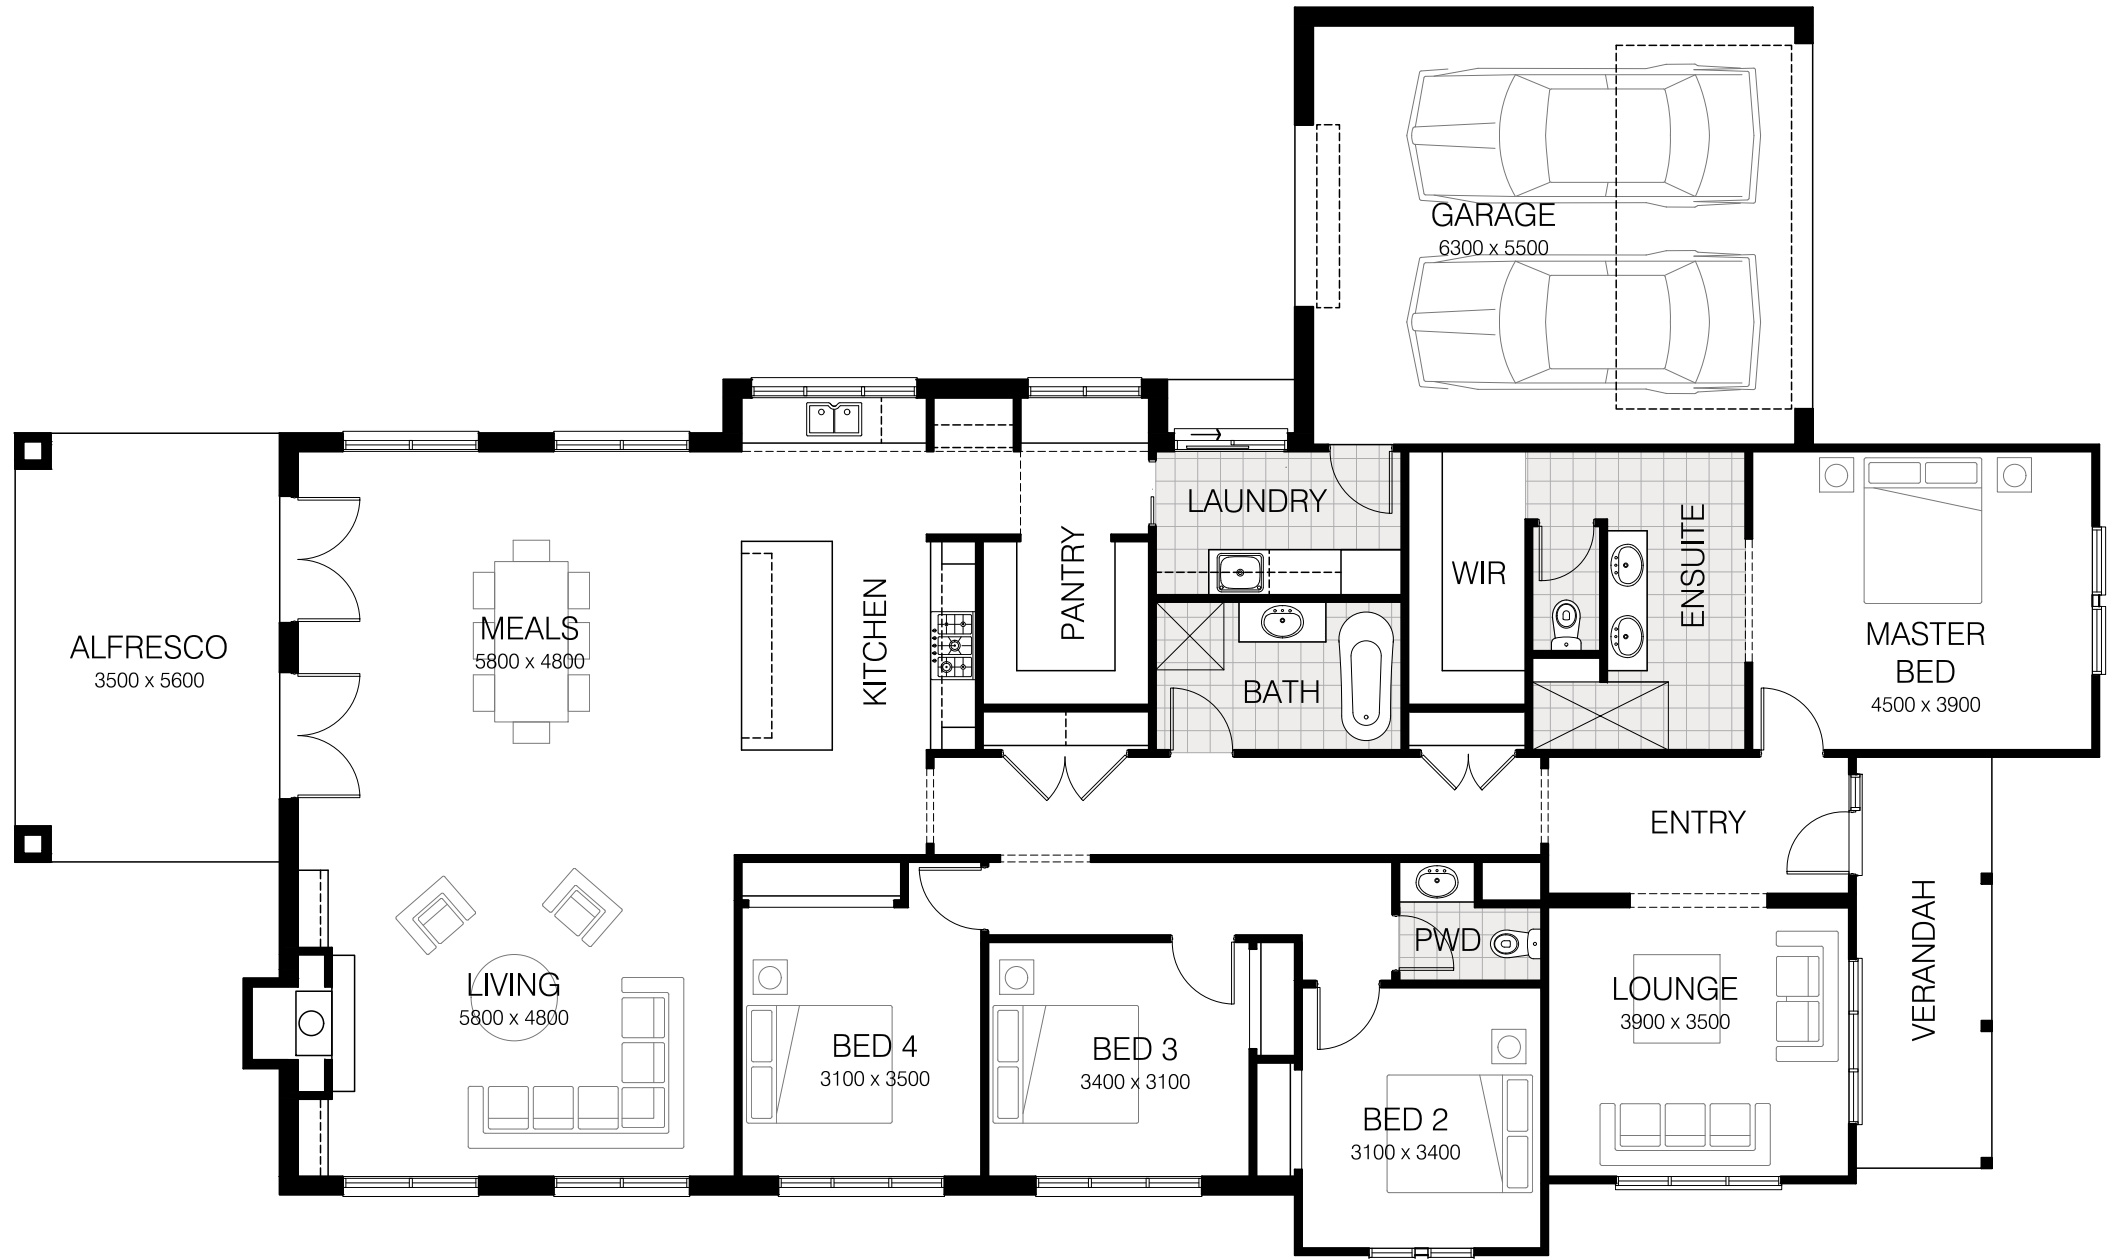 GARAGE
6300 x 5500
LAUNDRY
PANTRY
WIR
ENSUITE
MEALS
5800 x 4800
KITCHEN
ALFRESCO
3500 x 5600
MASTER
BED
4500 x 3900
BATH
ENTRY
PWD
VERANDAH
LIVING
5800 x 4800
LOUNGE
3900 x 3500
BED 4
3100 x 3500
BED 3
3400 x 3100
BED 2
3100 x 3400